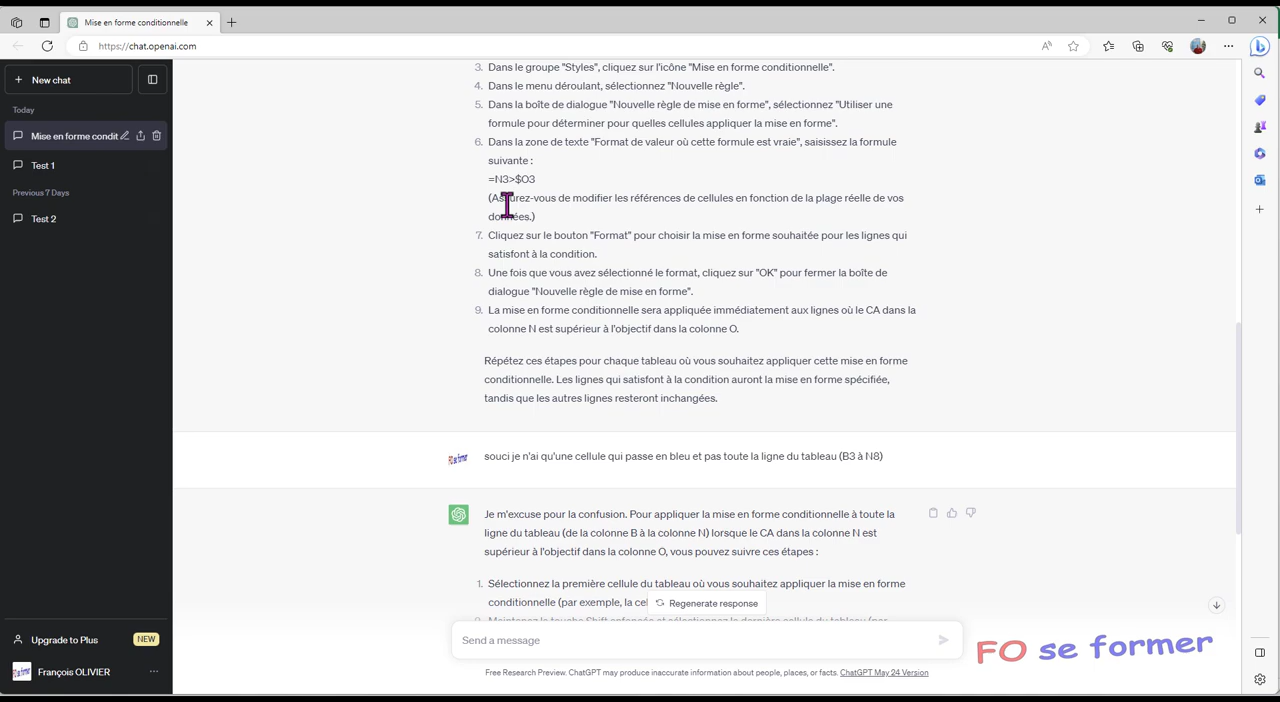 Mise en forme conditionnelle
https://chat.openai.com
New chat
Today
Mise en forme condit
Test 1
Previous 7 Days
Test 2
3. Dans le groupe "Styles", cliquez sur l'icône "Mise en forme conditionnelle".
4. Dans le menu déroulant, sélectionnez "Nouvelle règle".
5. Dans la boîte de dialogue "Nouvelle règle de mise en forme", sélectionnez "Utiliser une
formule pour déterminer pour quelles cellules appliquer la mise en forme".
6. Dans la zone de texte "Format de valeur où cette formule est vraie", saisissez la formule
suivante :
=N3>$O3
(Assurez-vous de modifier les références de cellules en fonction de la plage réelle de vos
données.)
7. Cliquez sur le bouton "Format" pour choisir la mise en forme souhaitée pour les lignes qui
satisfont à la condition.
8. Une fois que vous avez sélectionné le format, cliquez sur "OK" pour fermer la boîte de
dialogue "Nouvelle règle de mise en forme".
9. La mise en forme conditionnelle sera appliquée immédiatement aux lignes où le CA dans la
colonne N est supérieur à l'objectif dans la colonne O.
Répétez ces étapes pour chaque tableau où vous souhaitez appliquer cette mise en forme
conditionnelle. Les lignes qui satisfont à la condition auront la mise en forme spécifiée,
tandis que les autres lignes resteront inchangées.
souci je n'ai qu'une cellule qui passe en bleu et pas toute la ligne du tableau (B3 à N8)
Je m'excuse pour la confusion. Pour appliquer la mise en forme conditionnelle à toute la
ligne du tableau (de la colonne B à la colonne N) lorsque le CA dans la colonne N est
supérieur à l'objectif dans la colonne O, vous pouvez suivre ces étapes :
1. Sélectionnez la première cellule du tableau où vous souhaitez appliquer la mise en forme
conditionnelle (par exemple, la cel
Regenerate response
2. Maintenez la touche Shift enfoncée et sélectionnez la dernière cellule du tableau (par
Send a message
Free Research Preview. ChatGPT may produce inaccurate information about people, places, or facts. ChatGPT May 24 Version
Upgrade to Plus
NEW
François OLIVIER
FO se former